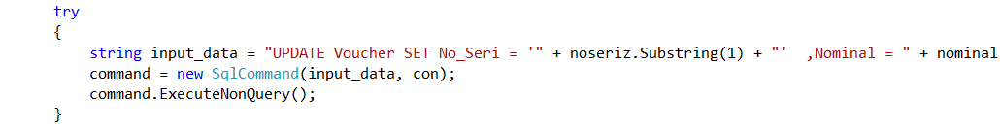 try
{
string input_data = "UPDATE Voucher SET No_Seri = '" + noseriz.Substring(1) + "'  ,Nominal = " + nominal
command = new SqlCommand(input_data, con);
command.ExecuteNonQuery();
}